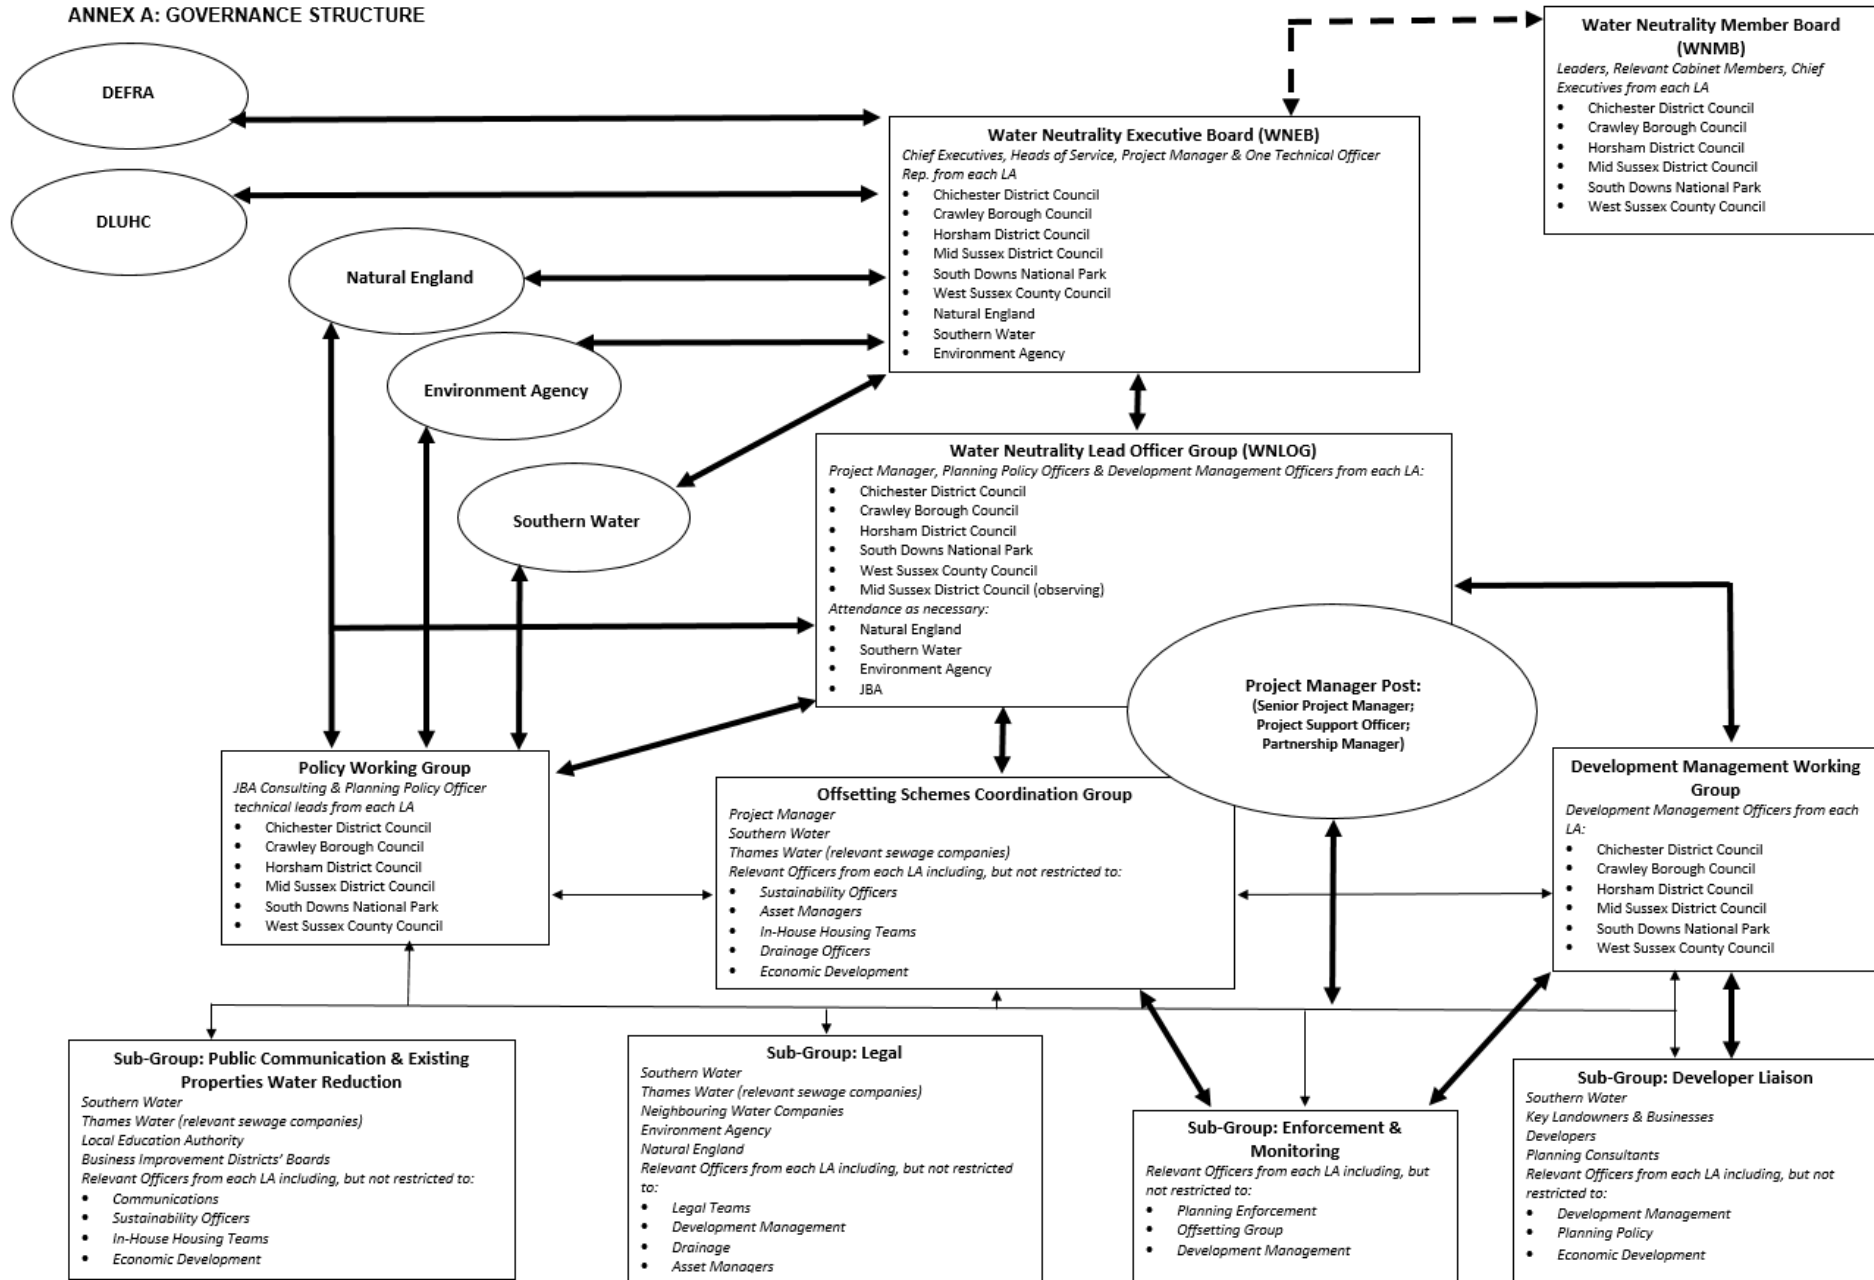 ANNEX A: GOVERNANCE STRUCTURE
DEFRA
DLUHC
Natural England
Environment Agency
Southern Water
Water Neutrality Member Board
(WNMB)
Leaders, Relevant Cabinet Members, Chief
Executives from each LA
• Chichester District Council
• Crawley Borough Council
• Horsham District Council
• Mid Sussex District Council
• South Downs National Park
• West Sussex County Council
Water Neutrality Executive Board (WNEB)
Chief Executives, Heads of Service, Project Manager & One Technical Officer
Rep. from each LA
• Chichester District Council
• Crawley Borough Council
• Horsham District Council
• Mid Sussex District Council
• South Downs National Park
• West Sussex County Council
• Natural England
• Southern Water
• Environment Agency
Water Neutrality Lead Officer Group (WNLOG)
Project Manager, Planning Policy Officers & Development Management Officers from each LA:
• Chichester District Council
• Crawley Borough Council
• Horsham District Council
• South Downs National Park
• West Sussex County Council
• Mid Sussex District Council (observing)
Attendance as necessary:
• Natural England
• Southern Water
• Environment Agency
• JBA
Project Manager Post:
(Senior Project Manager;
Project Support Officer;
Partnership Manager)
Policy Working Group
JBA Consulting & Planning Policy Officer
technical leads from each LA
• Chichester District Council
• Crawley Borough Council
• Horsham District Council
• Mid Sussex District Council
• South Downs National Park
• West Sussex County Council
Offsetting Schemes Coordination Group
Project Manager
Southern Water
Thames Water (relevant sewage companies)
Relevant Officers from each LA including, but not restricted to:
• Sustainability Officers
• Asset Managers
• In-House Housing Teams
• Drainage Officers
• Economic Development
Development Management Working
Group
Development Management Officers from each
LA:
• Chichester District Council
• Crawley Borough Council
• Horsham District Council
• Mid Sussex District Council
• South Downs National Park
• West Sussex County Council
Sub-Group: Public Communication & Existing
Properties Water Reduction
Southern Water
Thames Water (relevant sewage companies)
Local Education Authority
Business Improvement Districts' Boards
Relevant Officers from each LA including, but not restricted to:
• Communications
• Sustainability Officers
• In-House Housing Teams
• Economic Development
Sub-Group: Legal
Southern Water
Thames Water (relevant sewage companies)
Neighbouring Water Companies
Environment Agency
Natural England
Relevant Officers from each LA including, but not restricted
to:
• Legal Teams
• Development Management
• Drainage
• Asset Managers
Sub-Group: Enforcement &
Monitoring
Relevant Officers from each LA including, but
not restricted to:
• Planning Enforcement
• Offsetting Group
• Development Management
Sub-Group: Developer Liaison
Southern Water
Key Landowners & Businesses
Developers
Planning Consultants
Relevant Officers from each LA including, but not
restricted to:
• Development Management
• Planning Policy
• Economic Development